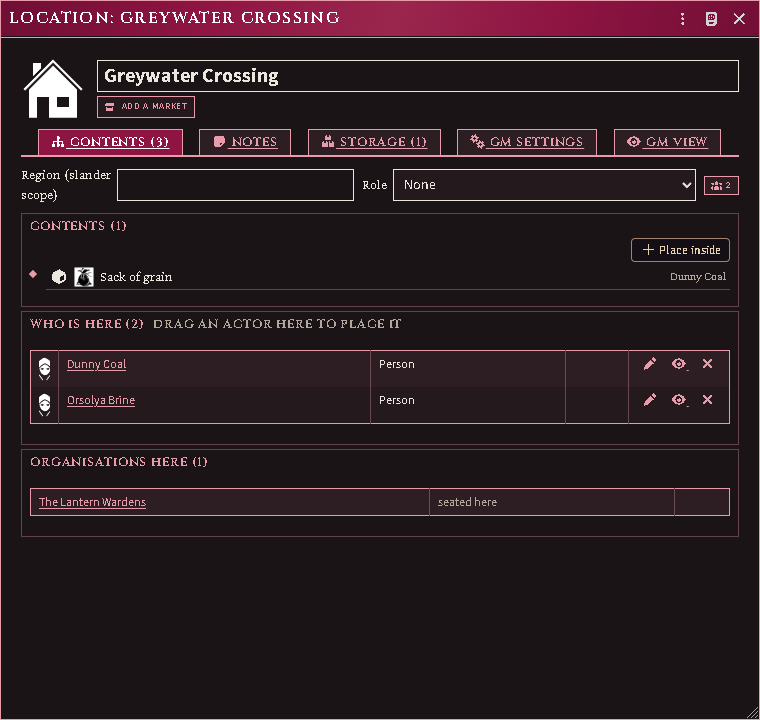 LOCATION: GREYWATER CROSSING
Greywater Crossing
ADD A MARKET
CONTENTS (3)
NOTES
STORAGE (1)
GM SETTINGS
GM VIEW
Region (slander scope)
Role
None
2
CONTENTS (1)
Place inside
Sack of grain
Dunny Coal
WHO IS HERE (2) DRAG AN ACTOR HERE TO PLACE IT
Dunny Coal Person
Orsolya Brine Person
ORGANISATIONS HERE (1)
The Lantern Wardens seated here